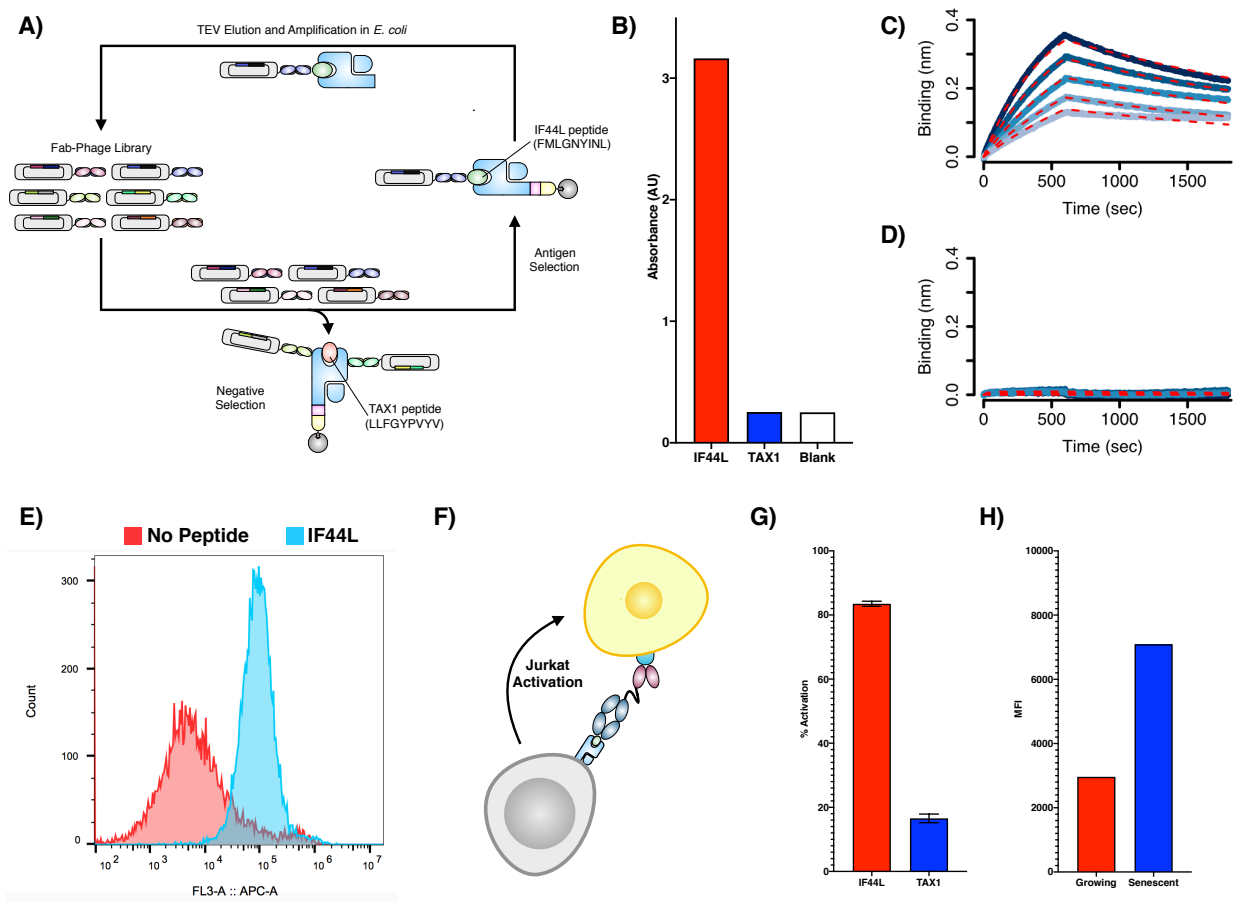 A)
TEV Elution and Amplification in E. coli
Fab-Phage Library
IF44L peptide
(FMLGNYINL)
Antigen
Selection
Negative
Selection
TAX1 peptide
(LLFGYPVYV)
B)
Absorbance (AU)
3
2
1
0
IF44L TAX1 Blank
C)
Binding (nm)
0.4
0.2
0.0
0 500 1000 1500
Time (sec)
D)
Binding (nm)
0.4
0.2
0.0
0 500 1000 1500
Time (sec)
E)
No Peptide IF44L
Count
300
200
100
0
10 2 10 3 10 4 10 5 10 6 10 7
FL3-A :: APC-A
F)
Jurkat
Activation
G)
% Activation
100
80
60
40
20
0
IF44L TAX1
H)
MFI
10000
8000
6000
4000
2000
0
Growing Senescent